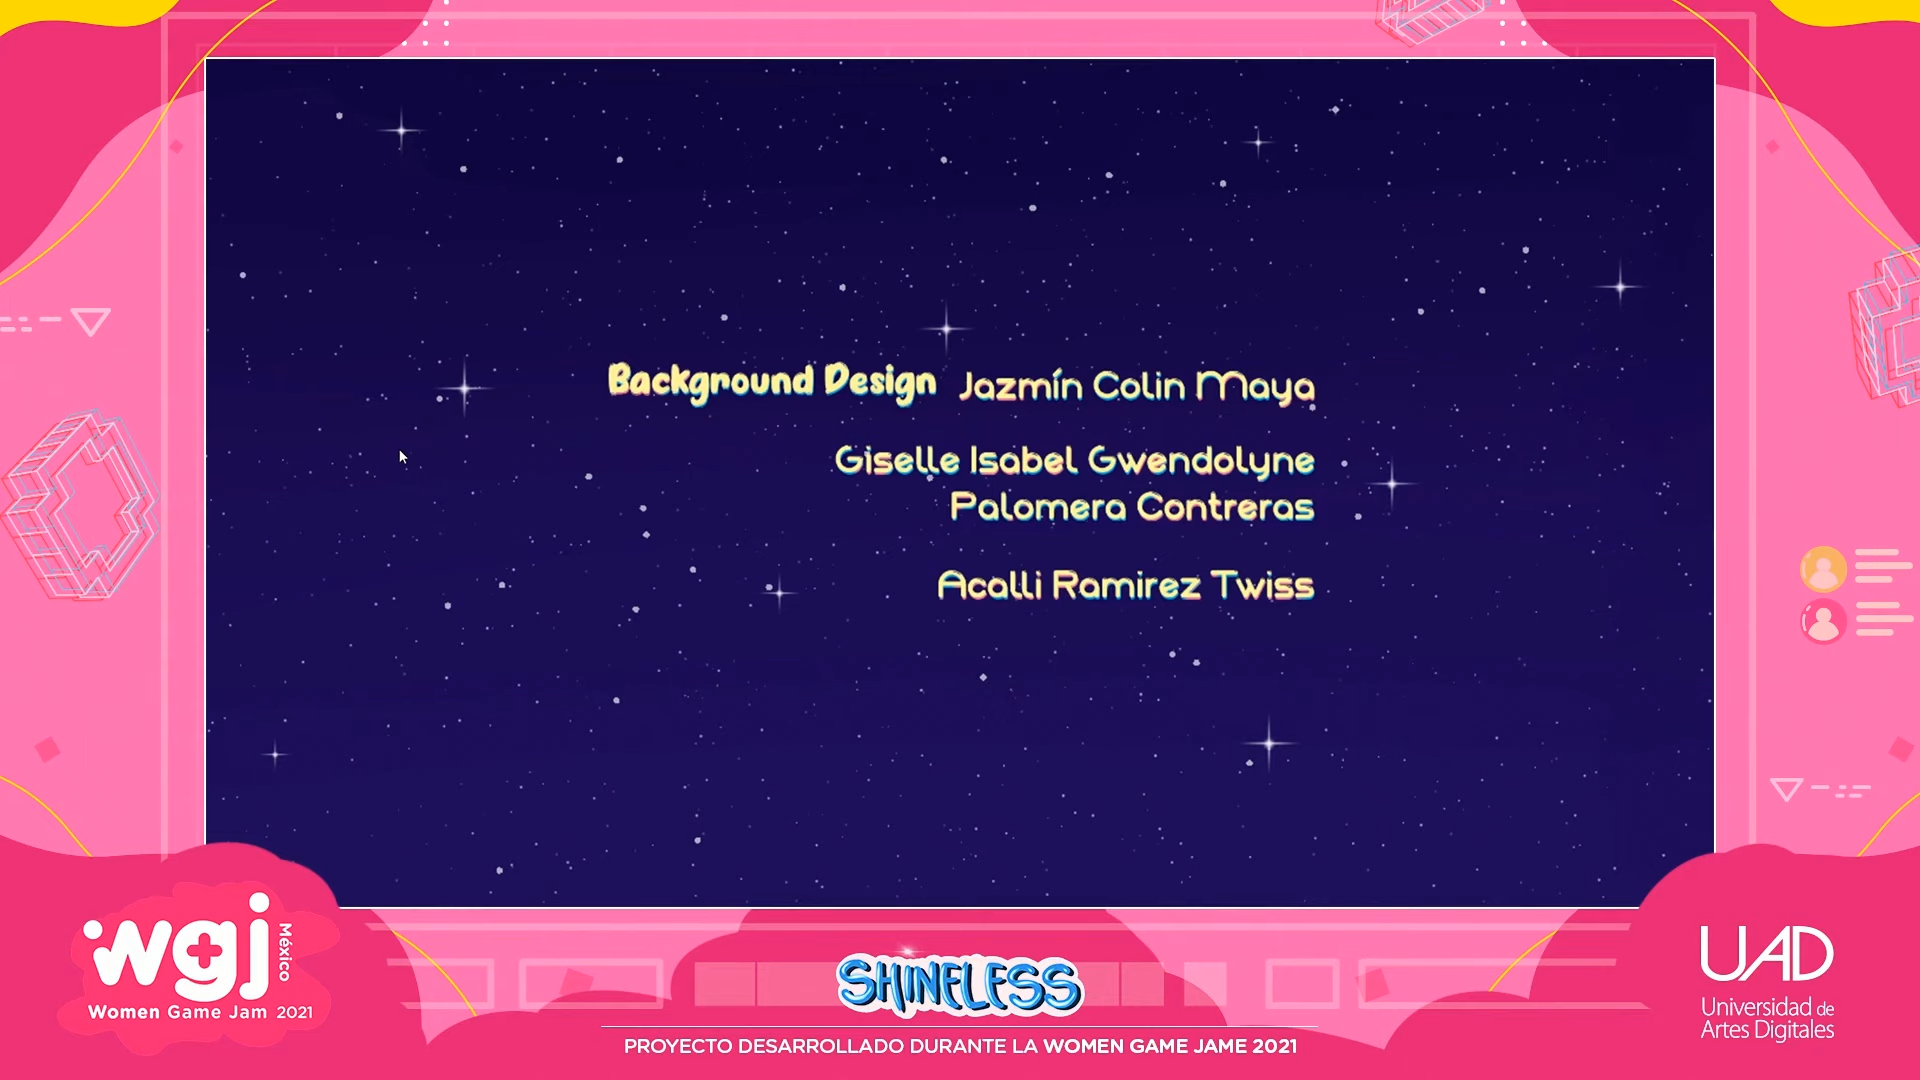 Background Design Jazmín Colin Maya
Giselle Isabel Gwendolyne
Palomera Contreras
Acalli Ramirez Twiss
wgj México
Women Game Jam 2021
SHINELESS
PROYECTO DESARROLLADO DURANTE LA WOMEN GAME JAME 2021
UAD
Universidad de
Artes Digitales